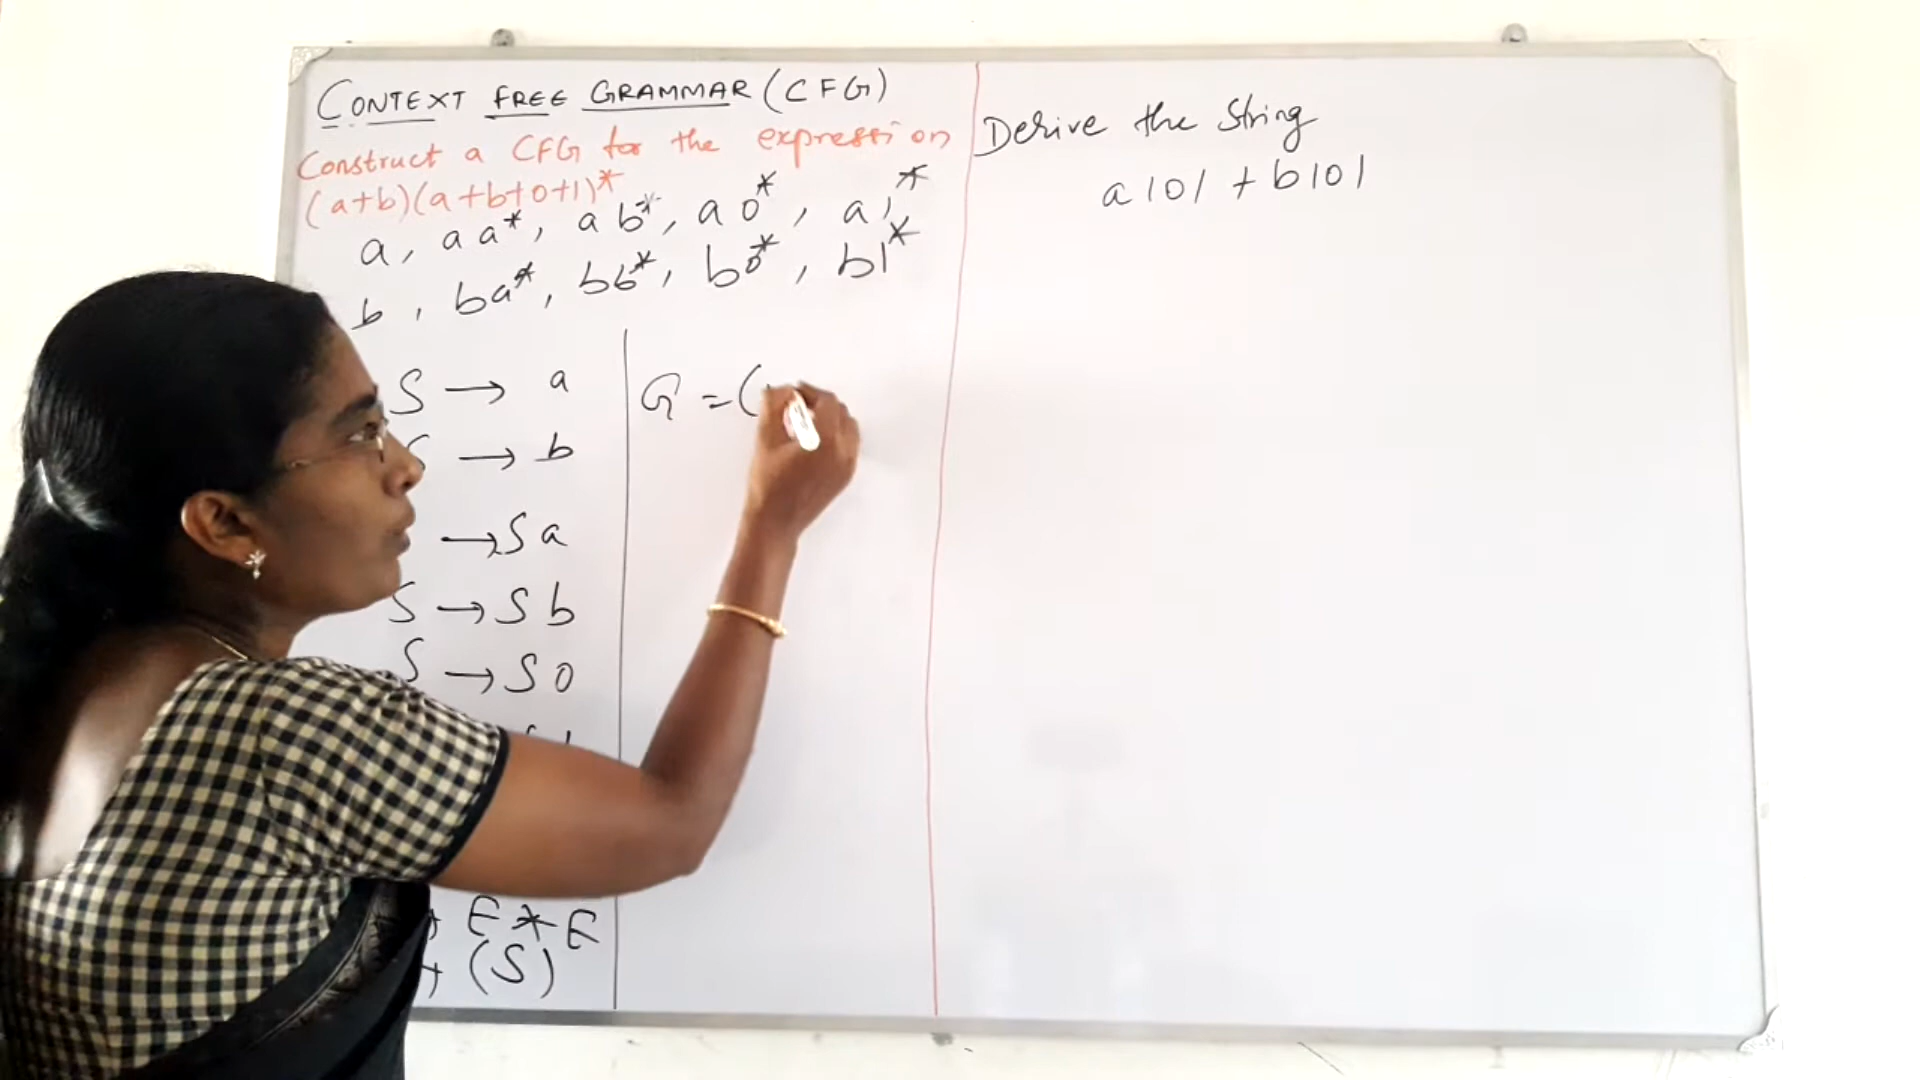 CONTEXT FREE GRAMMAR (CFG)
Construct a CFG for the expression
(a+b)(a+b+0+1)*
a, aa*, ab*, a0*, a1*
b, ba*, bb*, b0*, b1*
S → a
S → b
→ Sa
S → Sb
S → S0
E * E
(S)
G = (
Derive the String
a101 + b101